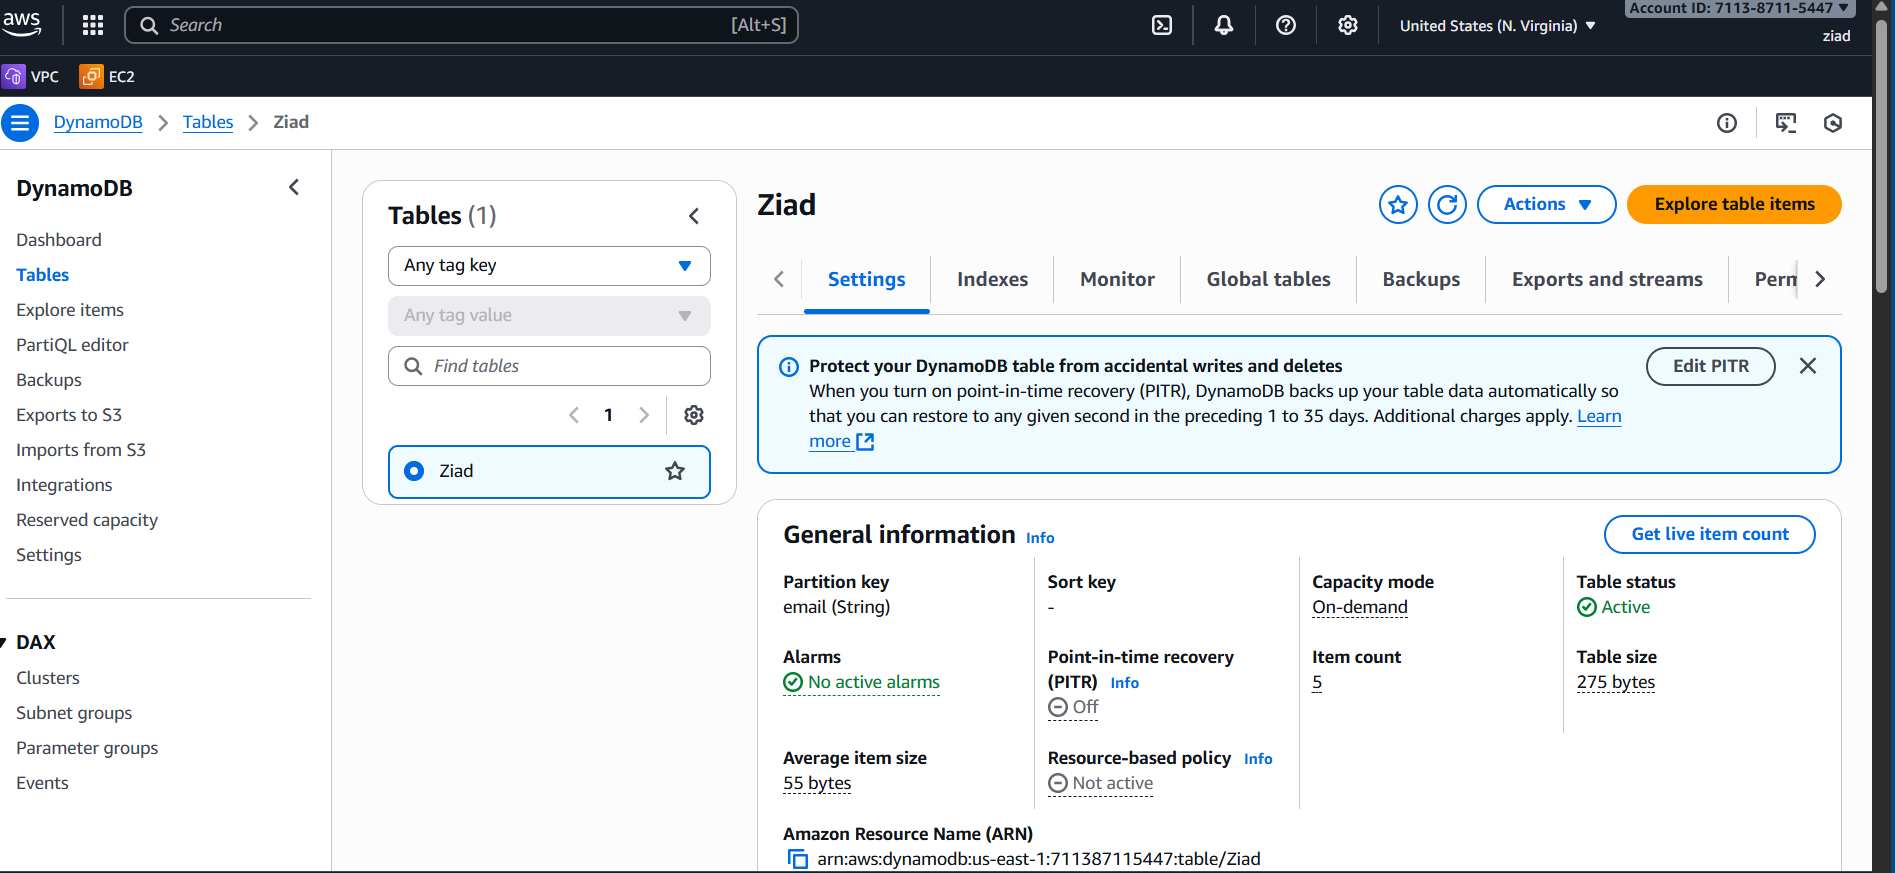 aws
Search [Alt+S]
United States (N. Virginia)
Account ID: 7113-8711-5447
ziad
VPC
EC2
DynamoDB
Tables
Ziad
DynamoDB
Dashboard
Tables
Explore items
PartiQL editor
Backups
Exports to S3
Imports from S3
Integrations
Reserved capacity
Settings
DAX
Clusters
Subnet groups
Parameter groups
Events
Tables (1)
Any tag key
Any tag value
Find tables
1
Ziad
Ziad
Actions
Explore table items
Settings
Indexes
Monitor
Global tables
Backups
Exports and streams
Perm
Protect your DynamoDB table from accidental writes and deletes
When you turn on point-in-time recovery (PITR), DynamoDB backs up your table data automatically so
that you can restore to any given second in the preceding 1 to 35 days. Additional charges apply. Learn
more
Edit PITR
General information Info
Get live item count
Partition key
email (String)
Sort key
-
Capacity mode
On-demand
Table status
Active
Alarms
No active alarms
Point-in-time recovery
(PITR) Info
Off
Item count
5
Table size
275 bytes
Average item size
55 bytes
Resource-based policy Info
Not active
Amazon Resource Name (ARN)
arn:aws:dynamodb:us-east-1:711387115447:table/Ziad